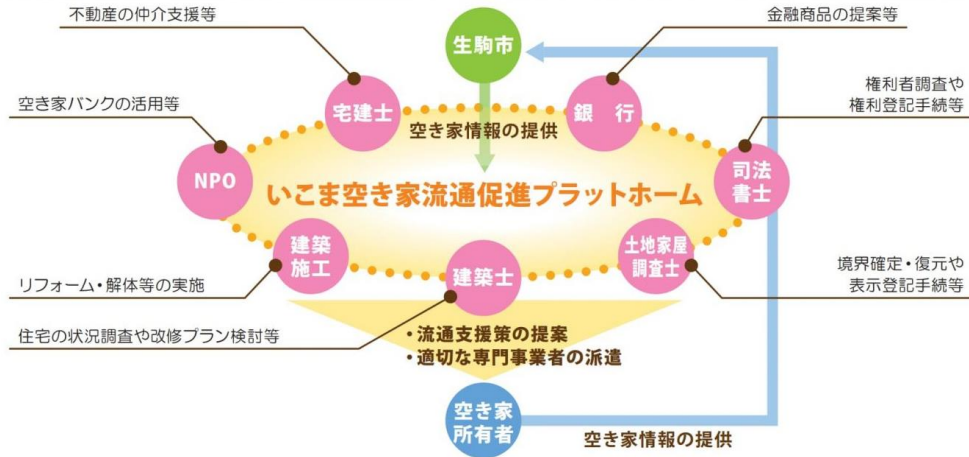 不動産の仲介支援等
生駒市
金融商品の提案等
空き家バンクの活用等
宅建士
銀　行
権利者調査や
権利登記手続等
空き家情報の提供
NPO
いこま空き家流通促進プラットホーム
司法
書士
建築
施工
建築士
土地家屋
調査士
リフォーム・解体等の実施
境界確定・復元や
表示登記手続等
住宅の状況調査や改修プラン検討等
・流通支援策の提案
・適切な専門事業者の派遣
空き家
所有者
空き家情報の提供